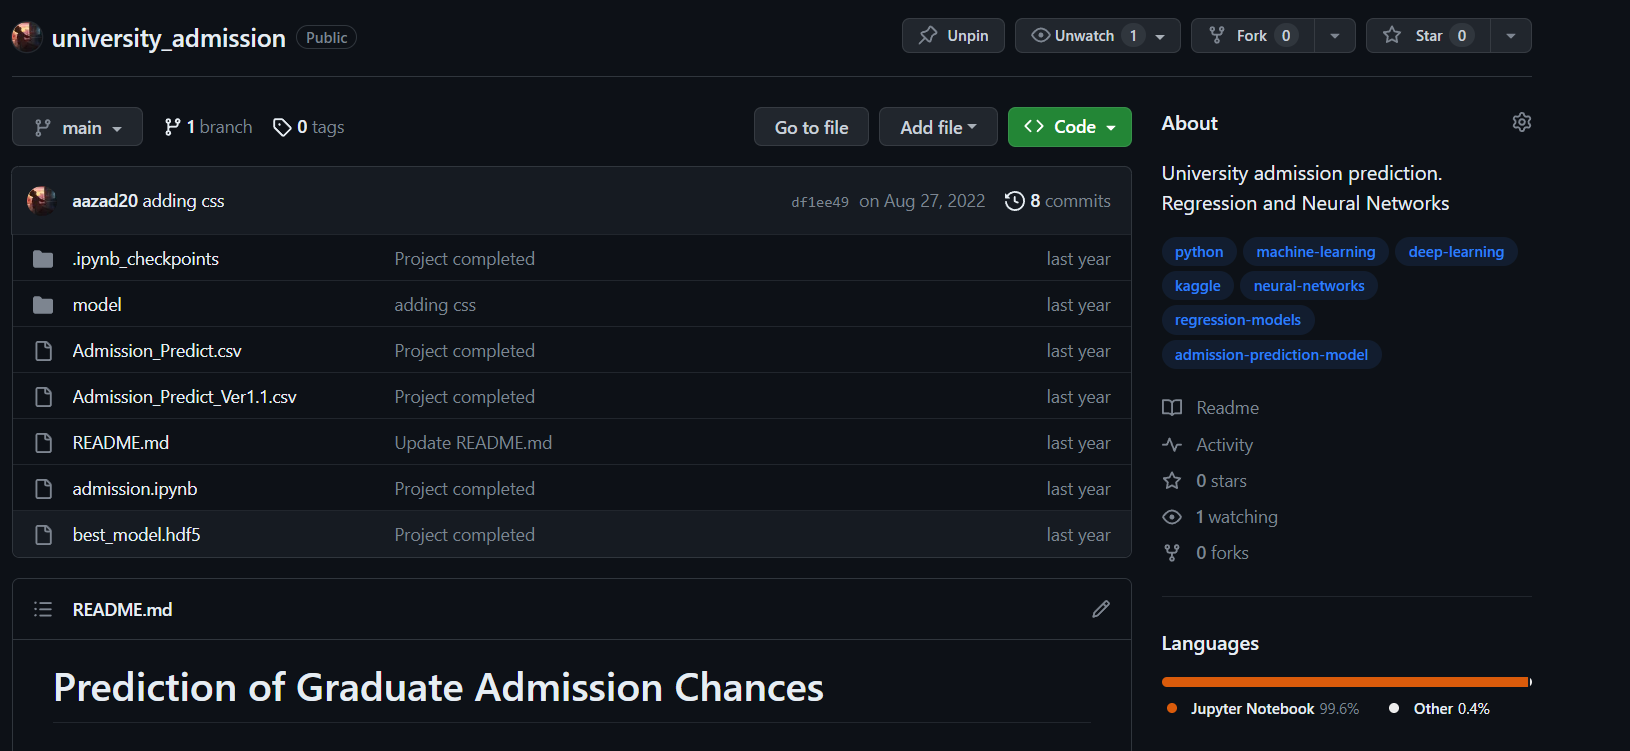 university_admission Public Unpin Unwatch 1 Fork 0 Star 0
main 1 branch 0 tags Go to file Add file Code
aazad20 adding css df1ee49 on Aug 27, 2022 8 commits
.ipynb_checkpoints Project completed last year
model adding css last year
Admission_Predict.csv Project completed last year
Admission_Predict_Ver1.1.csv Project completed last year
README.md Update README.md last year
admission.ipynb Project completed last year
best_model.hdf5 Project completed last year
README.md
Prediction of Graduate Admission Chances
About
University admission prediction.
Regression and Neural Networks
python machine-learning deep-learning
kaggle neural-networks
regression-models
admission-prediction-model
Readme
Activity
0 stars
1 watching
0 forks
Languages
Jupyter Notebook 99.6% Other 0.4%